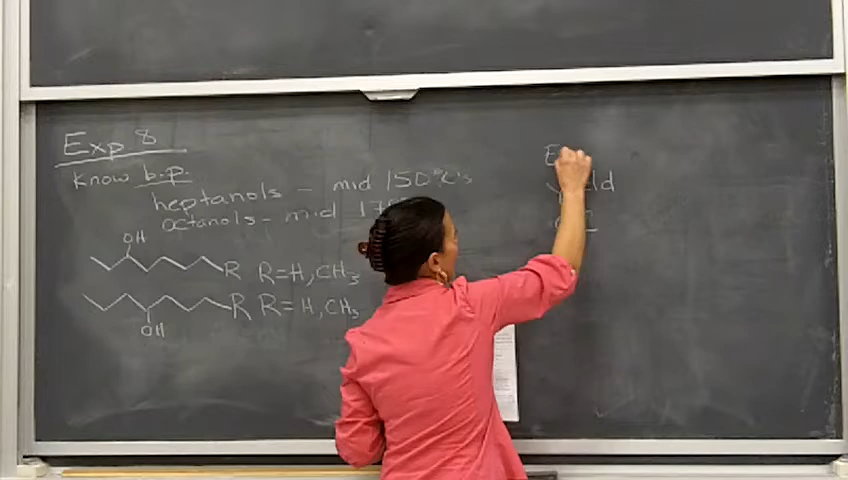 Exp 8
Know b.p.
heptanols - mid 150°C's
octanols - mid 17
OH
R R=H, CH3
R R=H, CH3
OH